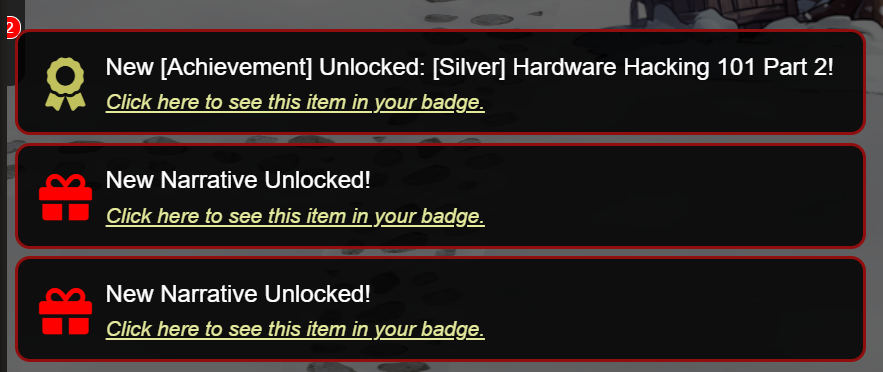 2
New [Achievement] Unlocked: [Silver] Hardware Hacking 101 Part 2!
Click here to see this item in your badge.
New Narrative Unlocked!
Click here to see this item in your badge.
New Narrative Unlocked!
Click here to see this item in your badge.